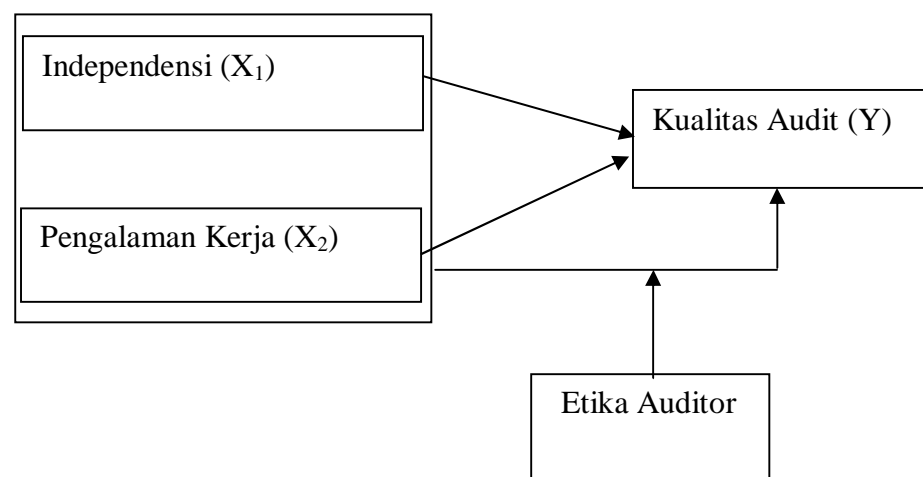 Independensi (X₁)
Kualitas Audit (Y)
Pengalaman Kerja (X₂)
Etika Auditor